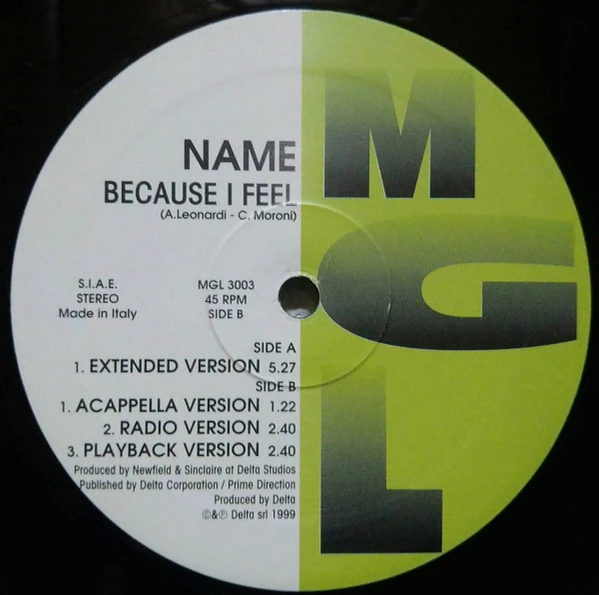 NAME
BECAUSE I FEEL
(A.Leonardi - C. Moroni)
S.I.A.E.
STEREO
Made in Italy
MGL 3003
45 RPM
SIDE B
SIDE A
1. EXTENDED VERSION 5.27
SIDE B
1. ACAPPELLA VERSION 1.22
2. RADIO VERSION 2.40
3. PLAYBACK VERSION 2.40
Produced by Newfield & Sinclaire at Delta Studios
Published by Delta Corporation / Prime Direction
Produced by Delta
©&℗ Delta srl 1999
M
G
L